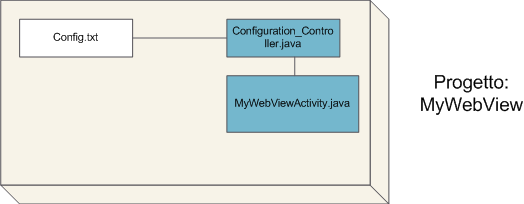 Config.txt
Configuration_Contro
ller.java
MyWebViewActivity.java
Progetto:
MyWebView